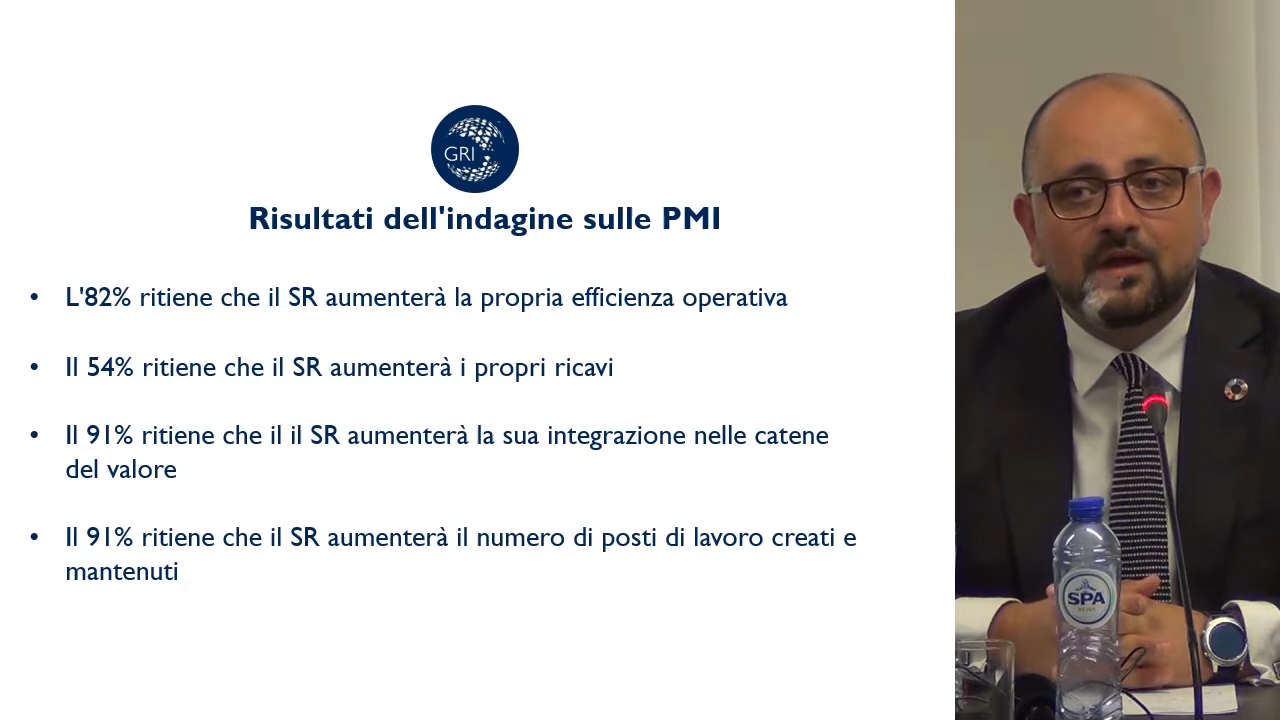 GRI
Risultati dell'indagine sulle PMI
• L'82% ritiene che il SR aumenterà la propria efficienza operativa
• Il 54% ritiene che il SR aumenterà i propri ricavi
• Il 91% ritiene che il il SR aumenterà la sua integrazione nelle catene
del valore
• Il 91% ritiene che il SR aumenterà il numero di posti di lavoro creati e
mantenuti
SPA